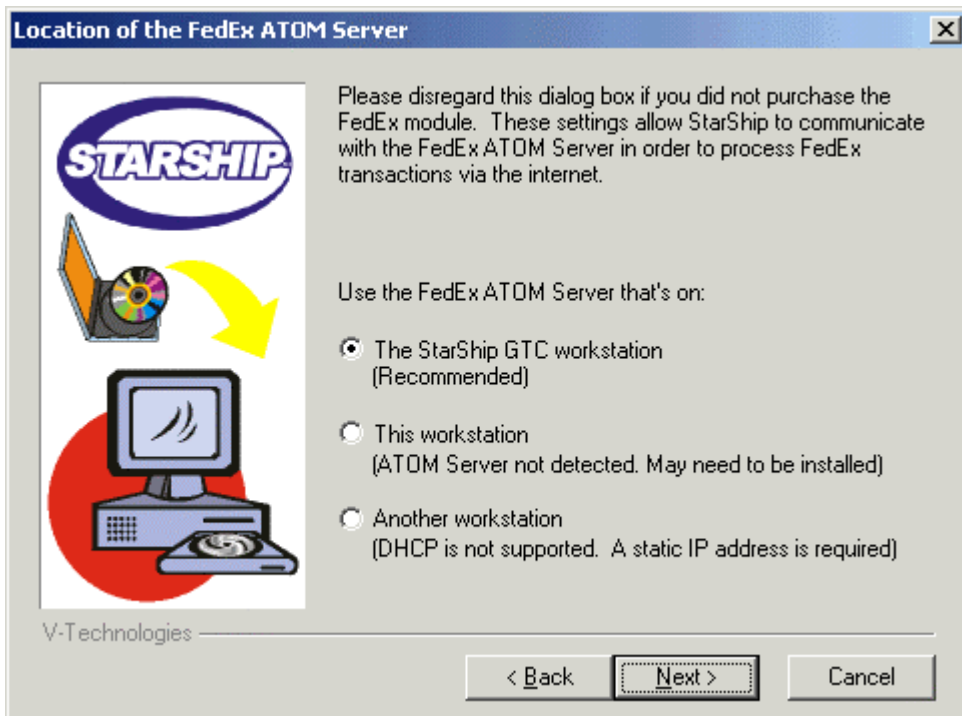 Location of the FedEx ATOM Server
STARSHIP
Please disregard this dialog box if you did not purchase the
FedEx module.  These settings allow StarShip to communicate
with the FedEx ATOM Server in order to process FedEx
transactions via the internet.
Use the FedEx ATOM Server that's on:
The StarShip GTC workstation
(Recommended)
This workstation
(ATOM Server not detected. May need to be installed)
Another workstation
(DHCP is not supported.  A static IP address is required)
V-Technologies
< Back
Next >
Cancel